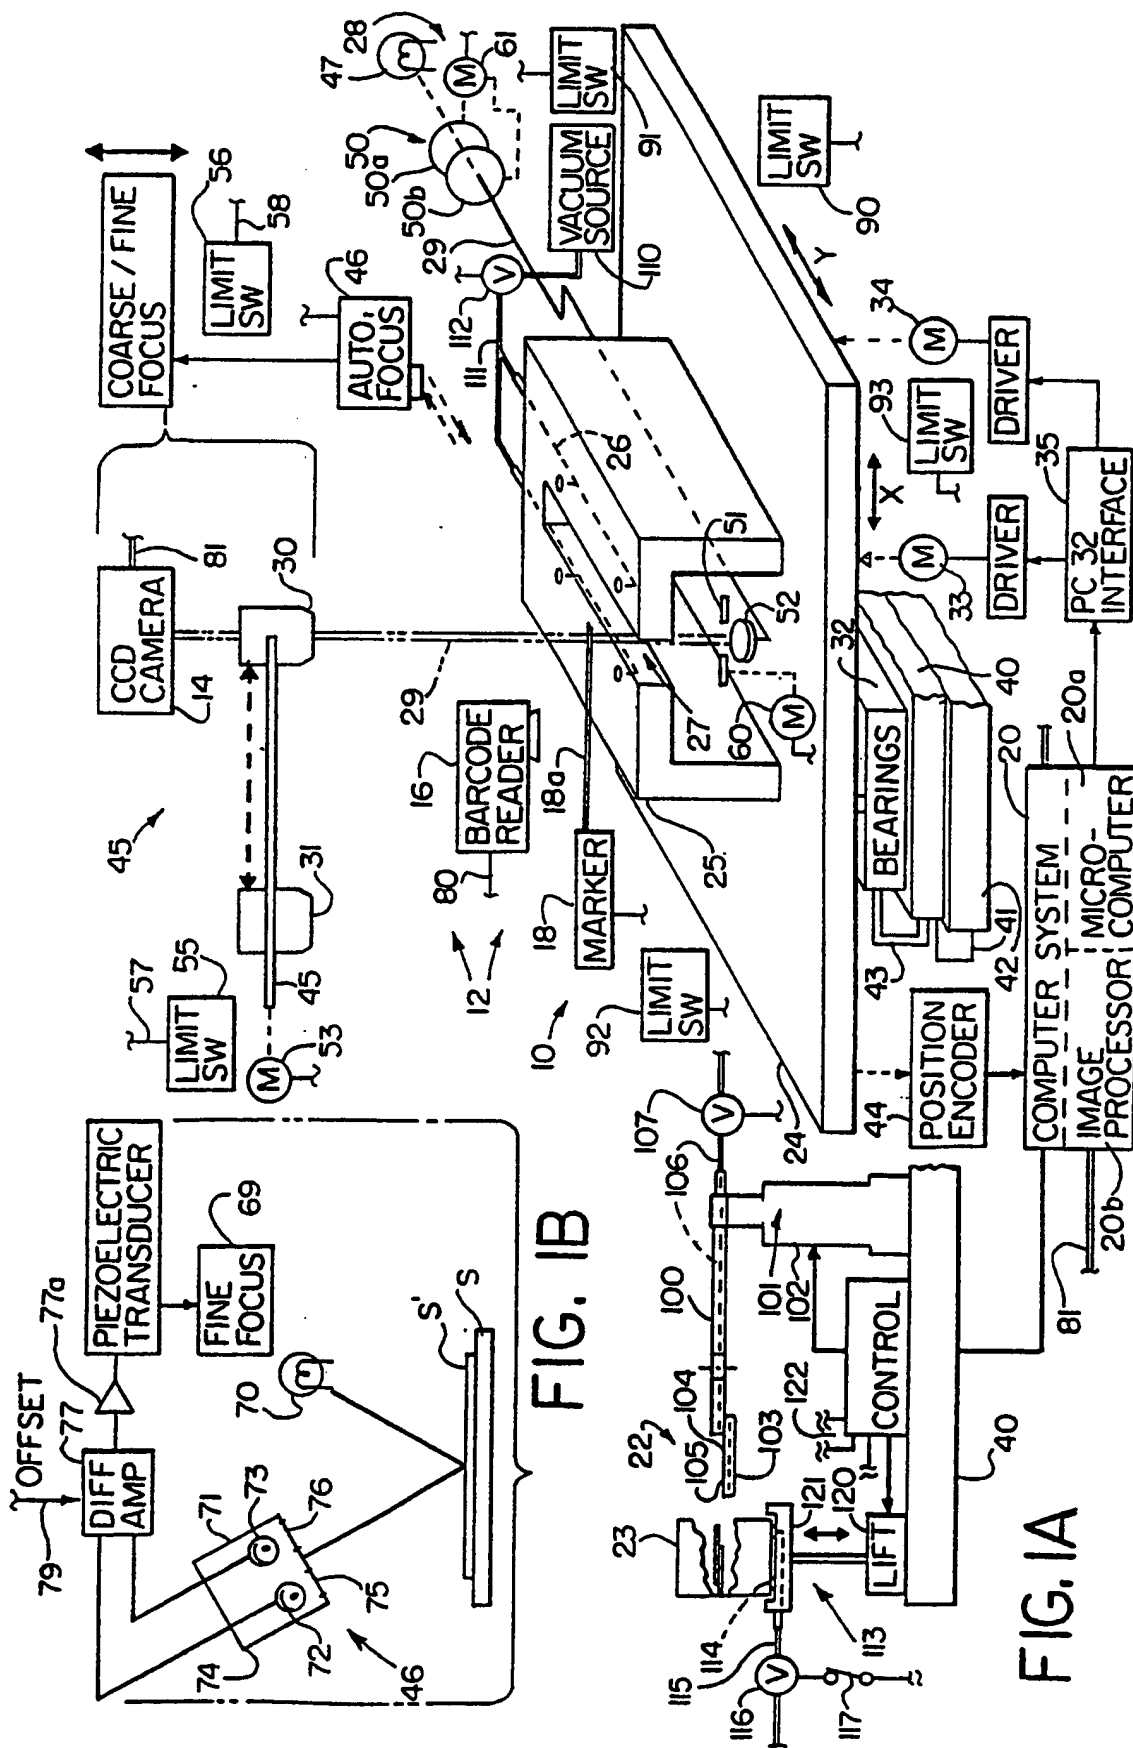 OFFSET
79
77
77a
DIFF
AMP
PIEZOELECTRIC
TRANSDUCER
69
FINE
FOCUS
70
71
73
76
74
72
75
46
S'
S
FIG. 1B
57
55
LIMIT
SW
M
53
45
45
31
30
CCD
CAMERA
14
81
COARSE / FINE
FOCUS
56
LIMIT
SW
58
46
AUTO,
FOCUS
47
28
M
61
50
50a
50b
29
LIMIT
SW
91
VACUUM
SOURCE
110
V
112
111
29
16
BARCODE
READER
80
12
18
MARKER
18a
10
92
LIMIT
SW
26
27
25.
51
52
60
M
24
LIMIT
SW
90
Y
X
34
M
93
LIMIT
SW
DRIVER
M
33
DRIVER
35
PC 32
INTERFACE
32
BEARINGS
40
43
42
41
44
POSITION
ENCODER
20
20a
COMPUTER SYSTEM
IMAGE
PROCESSOR
MICRO-
COMPUTER
20b
81
107
V
106
100
101
102
104
22
105
103
23
122
CONTROL
121
120
LIFT
40
113
114
115
V
116
117
FIG. 1A